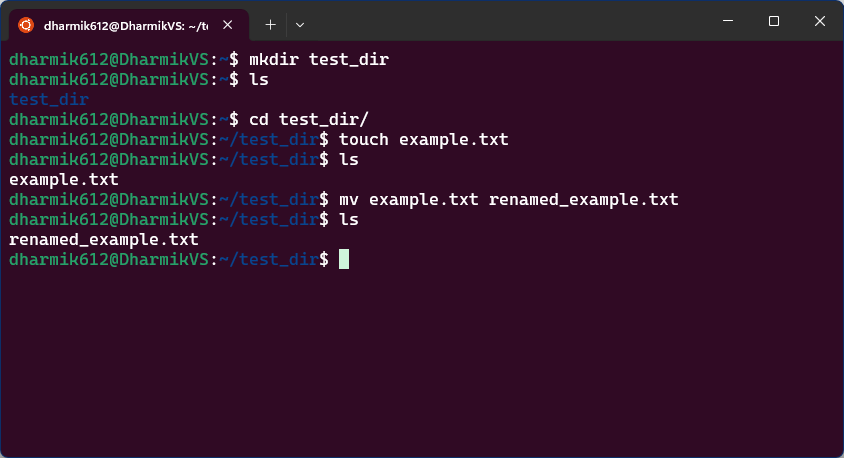 dharmik612@DharmikVS: ~/te
dharmik612@DharmikVS:~$ mkdir test_dir
dharmik612@DharmikVS:~$ ls
test_dir
dharmik612@DharmikVS:~$ cd test_dir/
dharmik612@DharmikVS:~/test_dir$ touch example.txt
dharmik612@DharmikVS:~/test_dir$ ls
example.txt
dharmik612@DharmikVS:~/test_dir$ mv example.txt renamed_example.txt
dharmik612@DharmikVS:~/test_dir$ ls
renamed_example.txt
dharmik612@DharmikVS:~/test_dir$